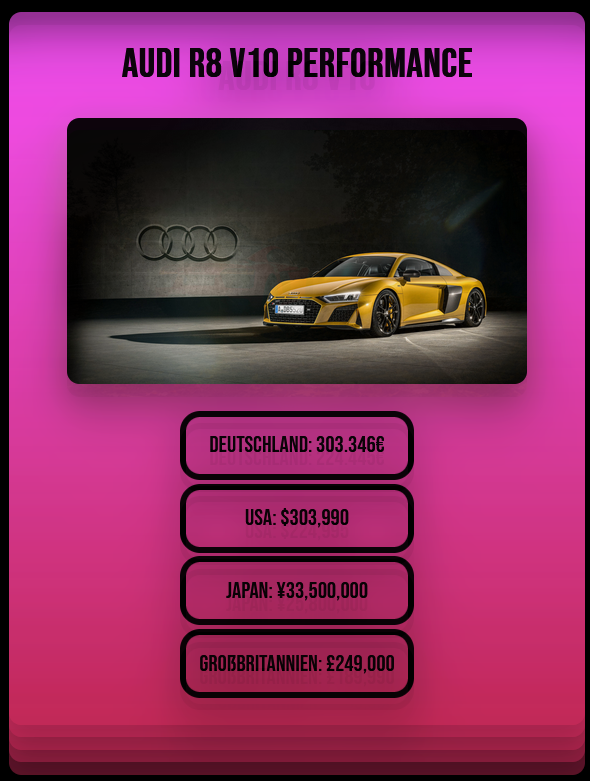 AUDI R8 V10 PERFORMANCE
DEUTSCHLAND: 303.346€
USA: $303,990
JAPAN: ¥33,500,000
GROßBRITANNIEN: £249,000